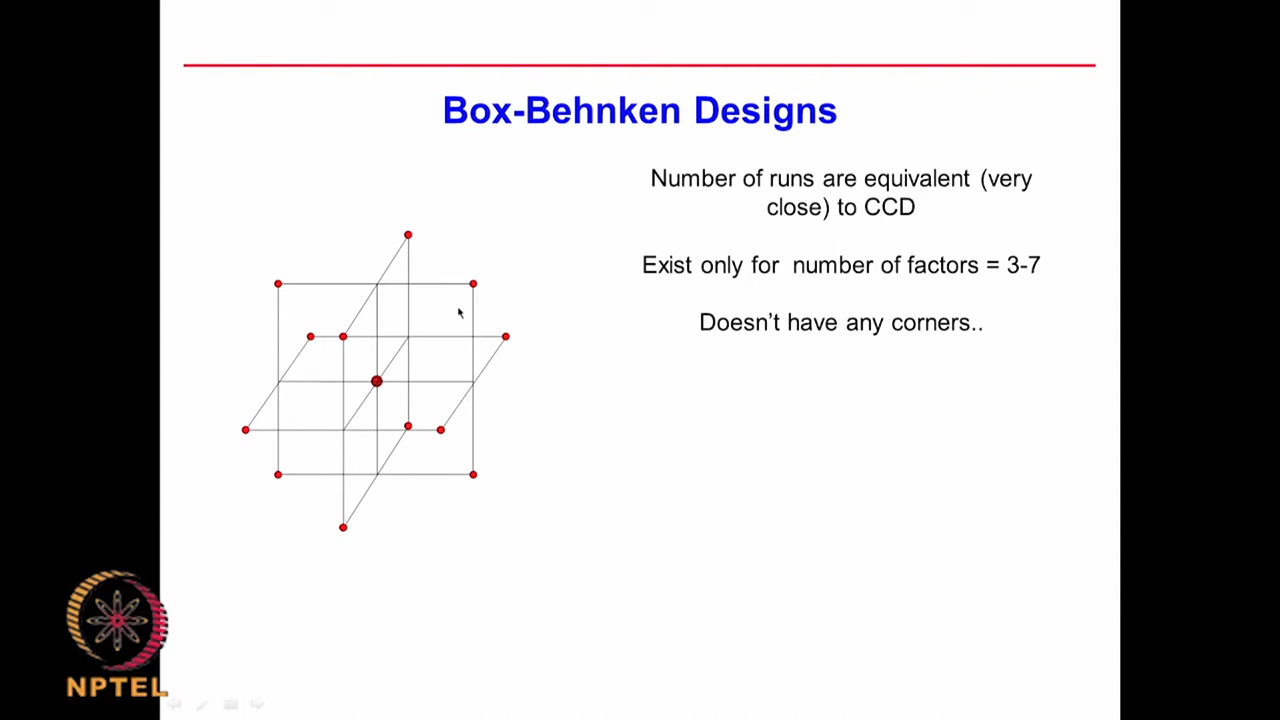 Box-Behnken Designs
Number of runs are equivalent (very
close) to CCD
Exist only for number of factors = 3-7
Doesn't have any corners..
NPTEL